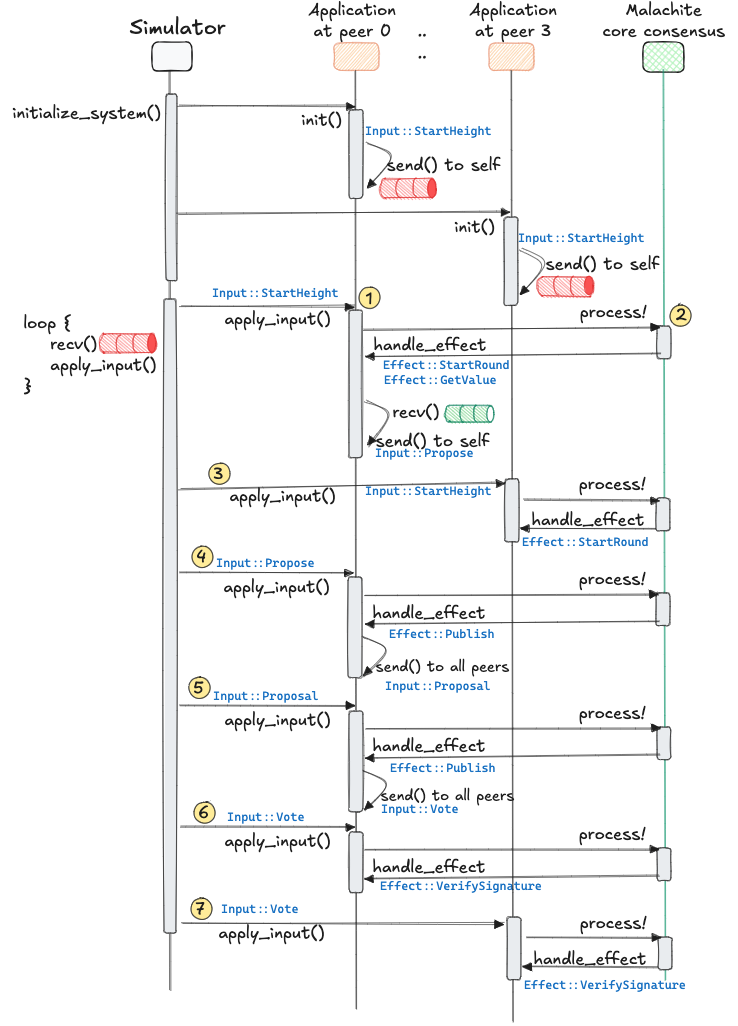 Simulator
Application
at peer 0
..
..
Application
at peer 3
Malachite
core consensus
initialize_system()
init()
Input::StartHeight
send() to self
init()
Input::StartHeight
send() to self
Input::StartHeight
1
apply_input()
process!
2
loop {
recv()
apply_input()
}
handle_effect
Effect::StartRound
Effect::GetValue
recv()
send() to self
Input::Propose
3
apply_input()
Input::StartHeight
process!
handle_effect
Effect::StartRound
4
Input::Propose
apply_input()
process!
handle_effect
Effect::Publish
send() to all peers
Input::Proposal
5
Input::Proposal
apply_input()
process!
handle_effect
Effect::Publish
send() to all peers
Input::Vote
6
Input::Vote
apply_input()
process!
handle_effect
Effect::VerifySignature
7
Input::Vote
apply_input()
process!
handle_effect
Effect::VerifySignature